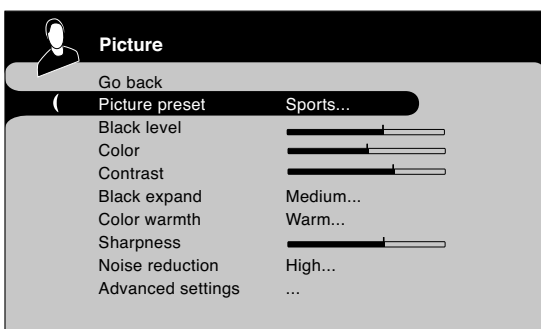 Picture
Go back
Picture preset Sports...
Black level
Color
Contrast
Black expand Medium...
Color warmth Warm...
Sharpness
Noise reduction High...
Advanced settings ...